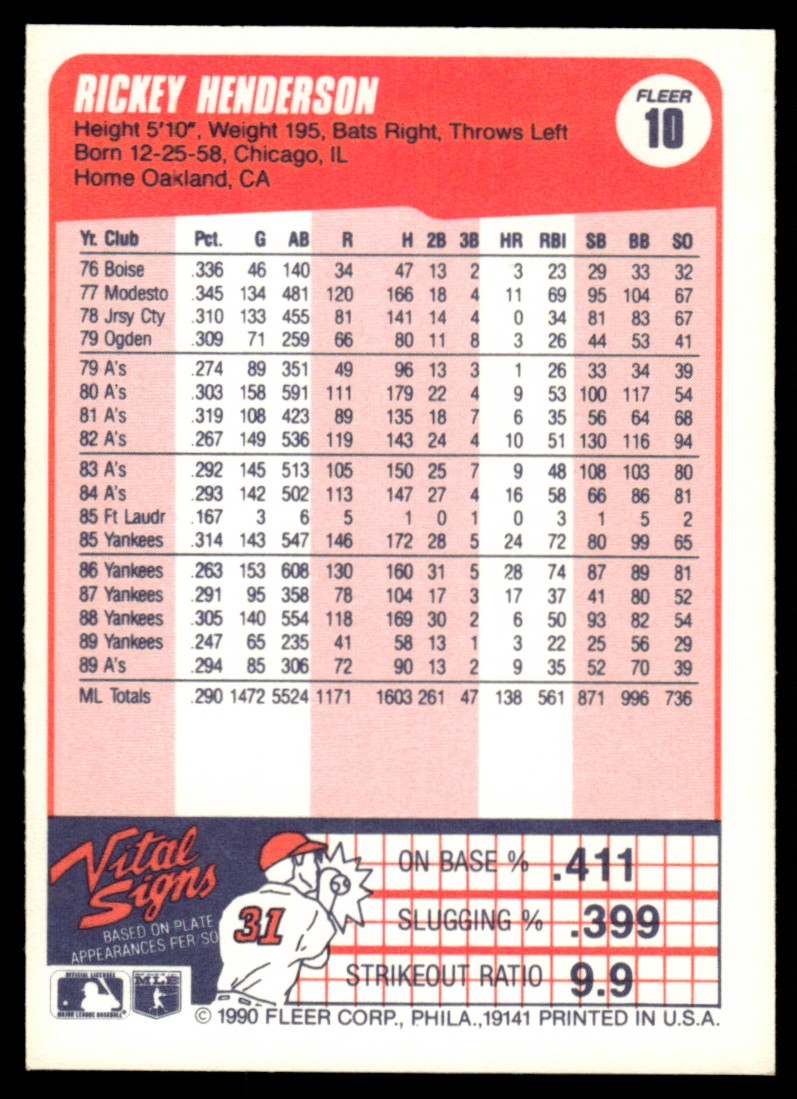 RICKEY HENDERSON
FLEER
10
Height 5'10", Weight 195, Bats Right, Throws Left
Born 12-25-58, Chicago, IL
Home Oakland, CA
Yr. Club Pct. G AB R H 2B 3B HR RBI SB BB SO
76 Boise .336 46 140 34 47 13 2 3 23 29 33 32
77 Modesto .345 134 481 120 166 18 4 11 69 95 104 67
78 Jrsy Cty .310 133 455 81 141 14 4 0 34 81 83 67
79 Ogden .309 71 259 66 80 11 8 3 26 44 53 41
79 A's .274 89 351 49 96 13 3 1 26 33 34 39
80 A's .303 158 591 111 179 22 4 9 53 100 117 54
81 A's .319 108 423 89 135 18 7 6 35 56 64 68
82 A's .267 149 536 119 143 24 4 10 51 130 116 94
83 A's .292 145 513 105 150 25 7 9 48 108 103 80
84 A's .293 142 502 113 147 27 4 16 58 66 86 81
85 Ft Laudr .167 3 6 5 1 0 1 0 3 1 5 2
85 Yankees .314 143 547 146 172 28 5 24 72 80 99 65
86 Yankees .263 153 608 130 160 31 5 28 74 87 89 81
87 Yankees .291 95 358 78 104 17 3 17 37 41 80 52
88 Yankees .305 140 554 118 169 30 2 6 50 93 82 54
89 Yankees .247 65 235 41 58 13 1 3 22 25 56 29
89 A's .294 85 306 72 90 13 2 9 35 52 70 39
ML Totals .290 1472 5524 1171 1603 261 47 138 561 871 996 736
Vital
Signs
BASED ON PLATE
APPEARANCES PER SO
31
ON BASE % .411
SLUGGING % .399
STRIKEOUT RATIO 9.9
OFFICIAL LICENSEE
MAJOR LEAGUE BASEBALL
MLB
© 1990 FLEER CORP., PHILA.,19141 PRINTED IN U.S.A.